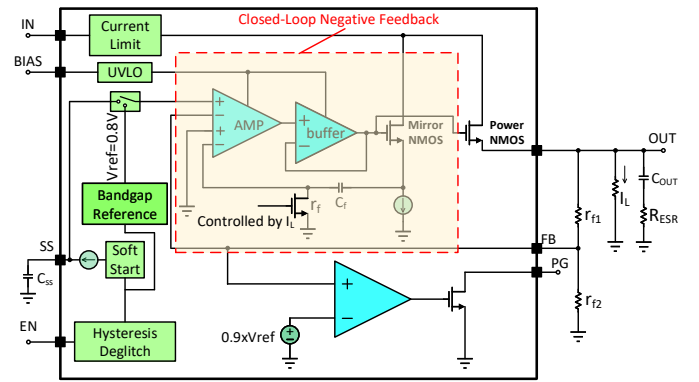 Closed-Loop Negative Feedback
IN
Current
Limit
BIAS
UVLO
Vref=0.8V
AMP
+
−
+
−
buffer
+
−
Mirror
NMOS
Power
NMOS
OUT
Bandgap
Reference
Controlled by IL
rf
Cf
IL
COUT
RESR
rf1
FB
SS
Soft
Start
Css
PG
rf2
+
−
EN
Hysteresis
Deglitch
0.9xVref
+
−